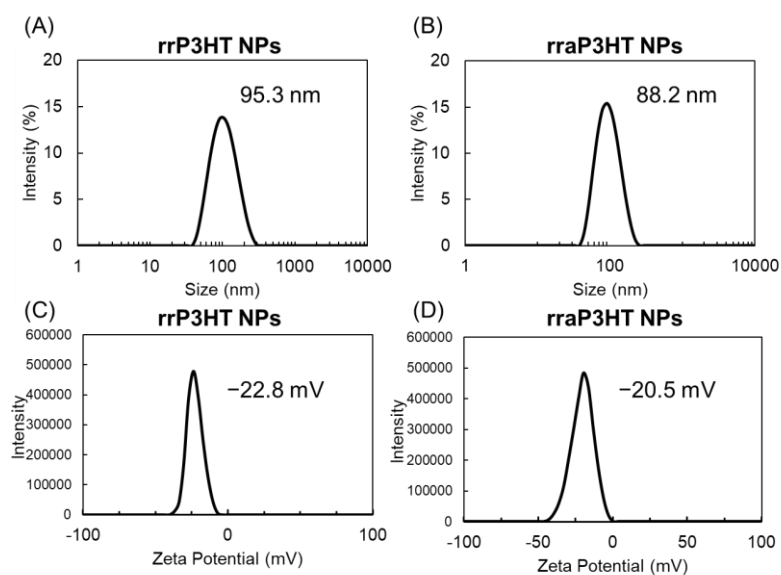 (A)
rrP3HT NPs
20
15
10
5
0
Intensity (%)
95.3 nm
1 10 100 1000 10000
Size (nm)
(B)
rraP3HT NPs
20
15
10
5
0
Intensity (%)
88.2 nm
1 100 10000
Size (nm)
(C)
rrP3HT NPs
600000
500000
400000
300000
200000
100000
0
Intensity
−22.8 mV
-100 0 100
Zeta Potential (mV)
(D)
rraP3HT NPs
600000
500000
400000
300000
200000
100000
0
Intensity
−20.5 mV
-100 -50 0 50 100
Zeta Potential (mV)